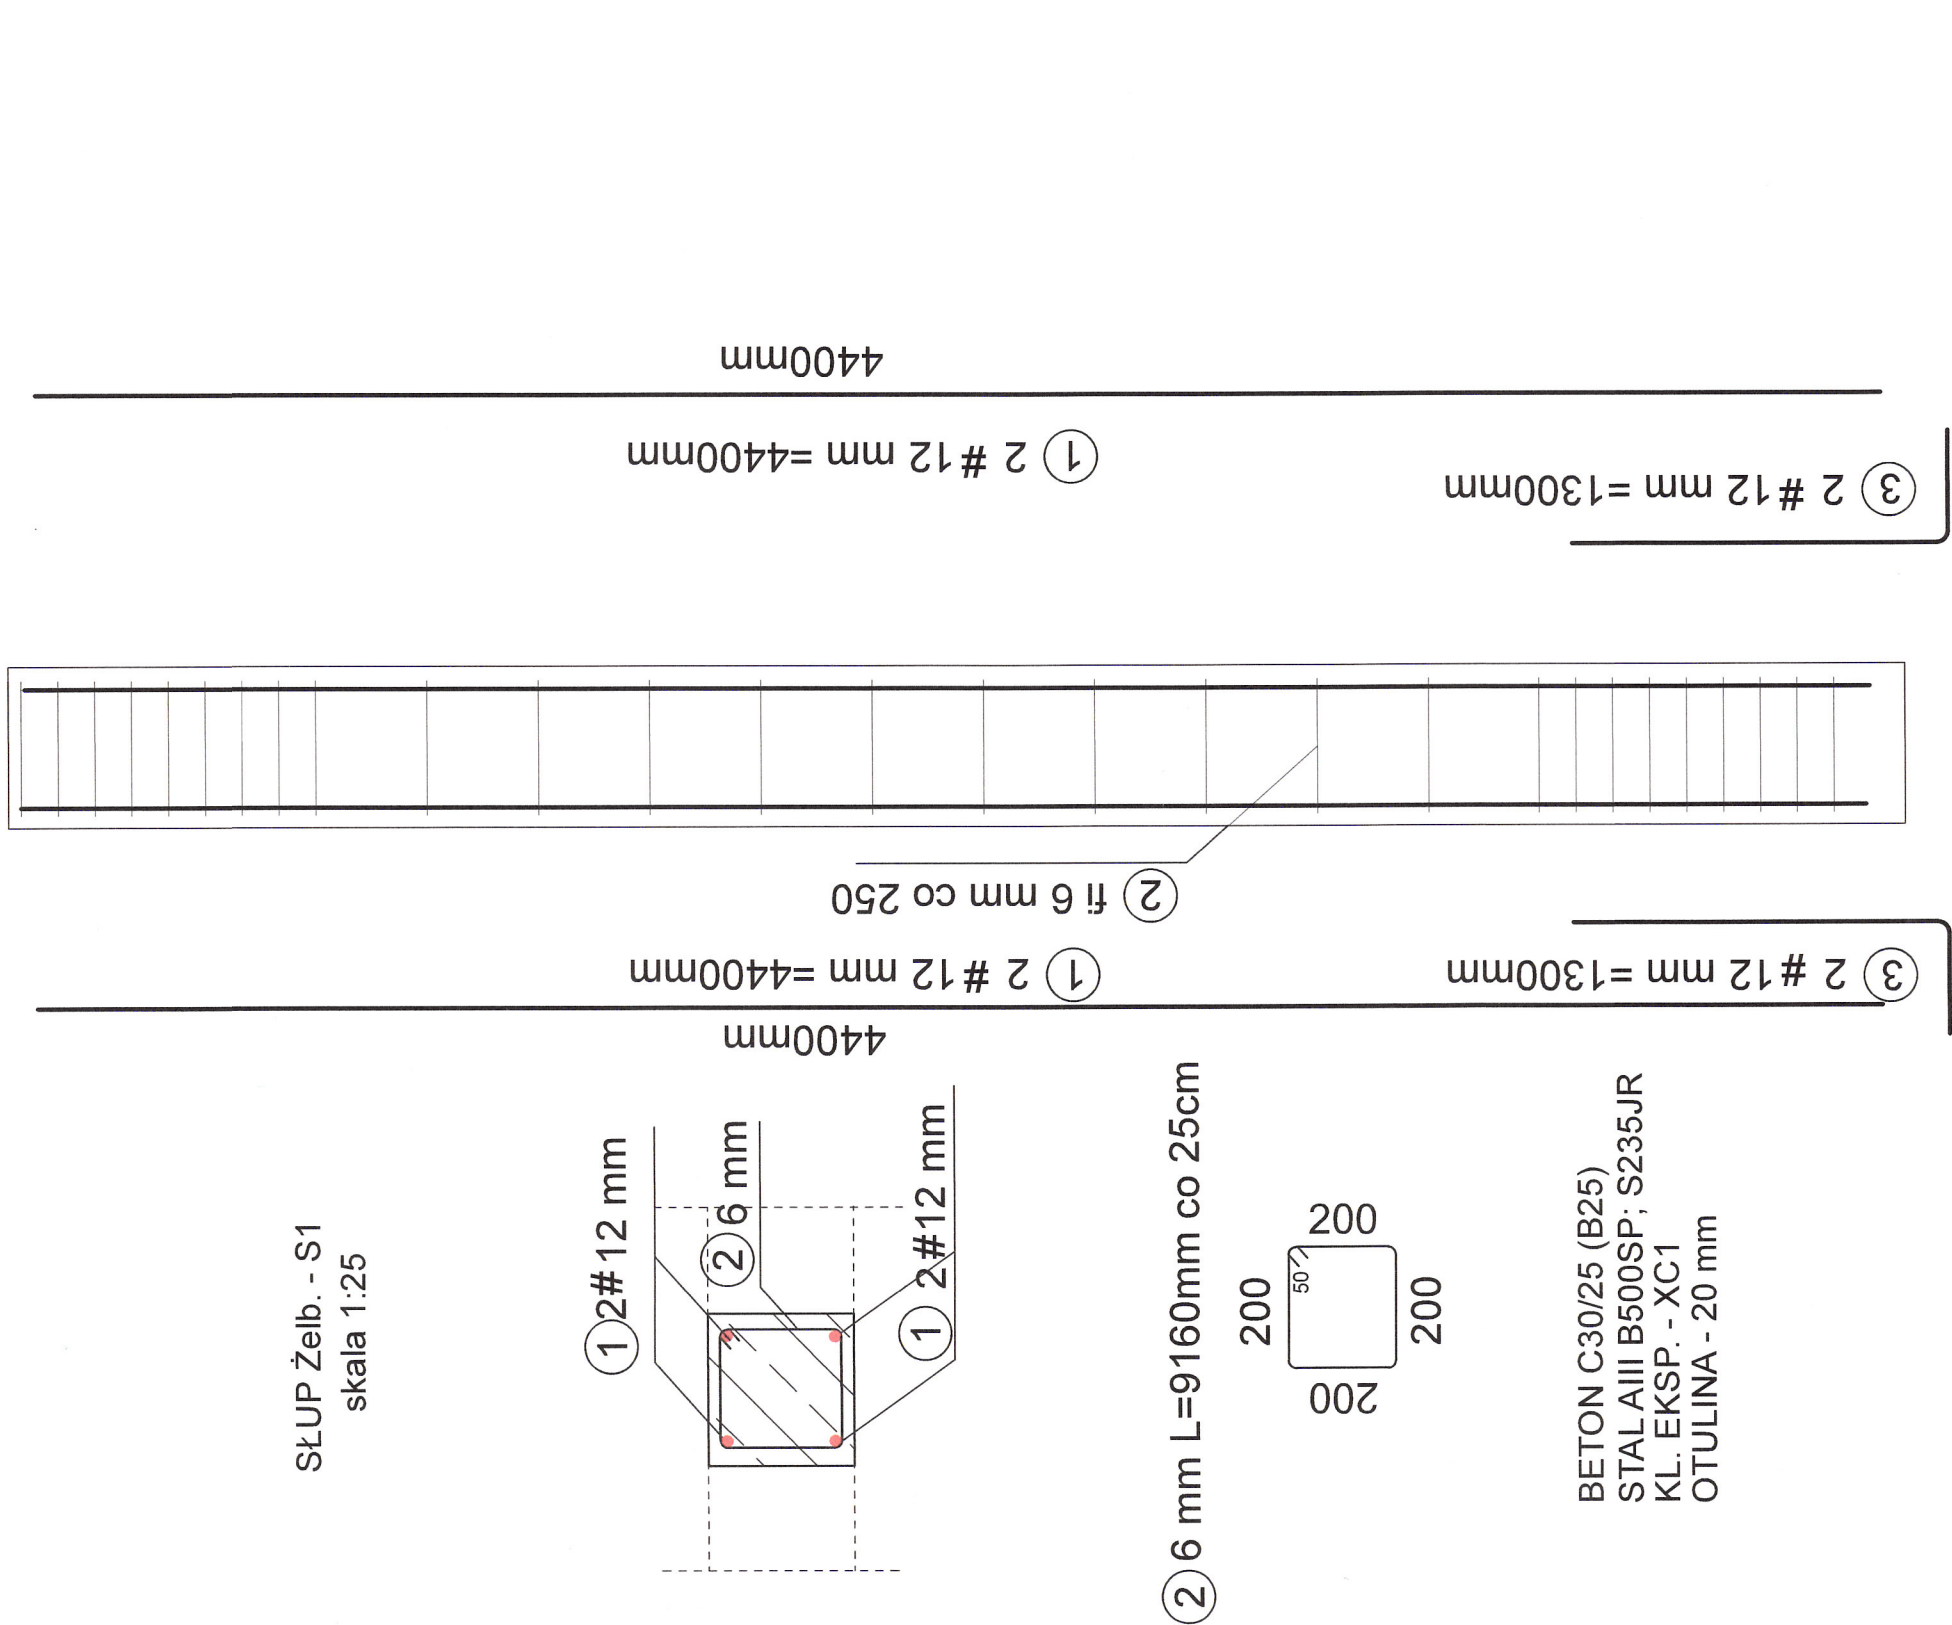 4400mm
① 2 #12 mm =4400mm
③ 2 #12 mm =1300mm
② fi 6 mm co 250
① 2 #12 mm =4400mm
③ 2 #12 mm =1300mm
4400mm
SŁUP Żelb. - S1
skala 1:25
① 2#12 mm
② 6 mm
① 2#12 mm
② 6 mm L=9160mm co 25cm
200
200
50
200
200
BETON C30/25 (B25)
STAL AIII B500SP; S235JR
KL. EKSP. - XC1
OTULINA - 20 mm